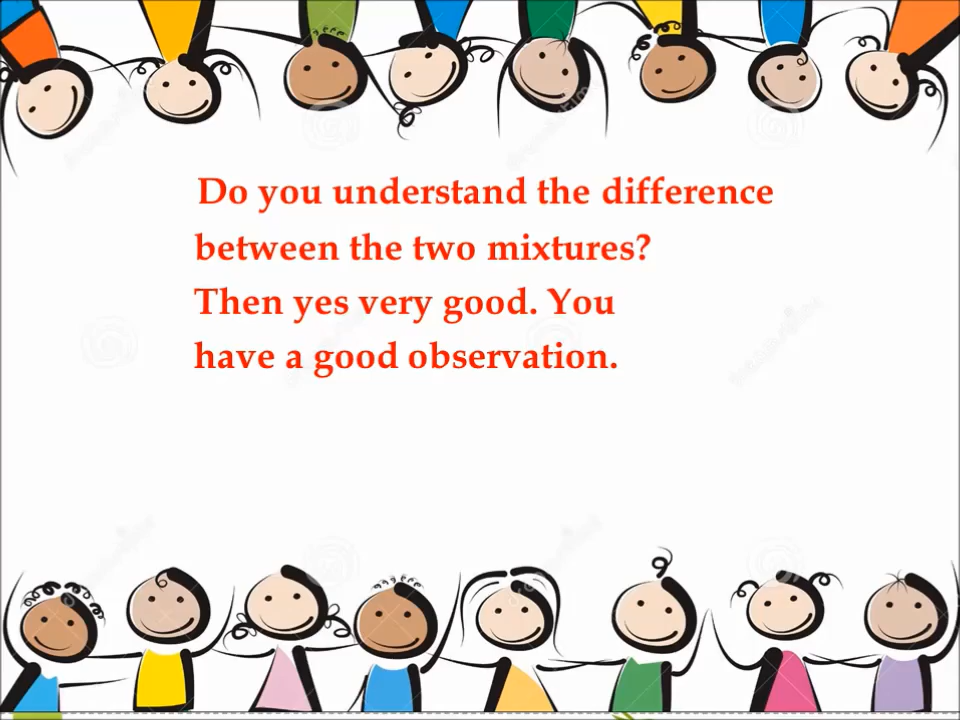 Do you understand the difference
between the two mixtures?
Then yes very good. You
have a good observation.